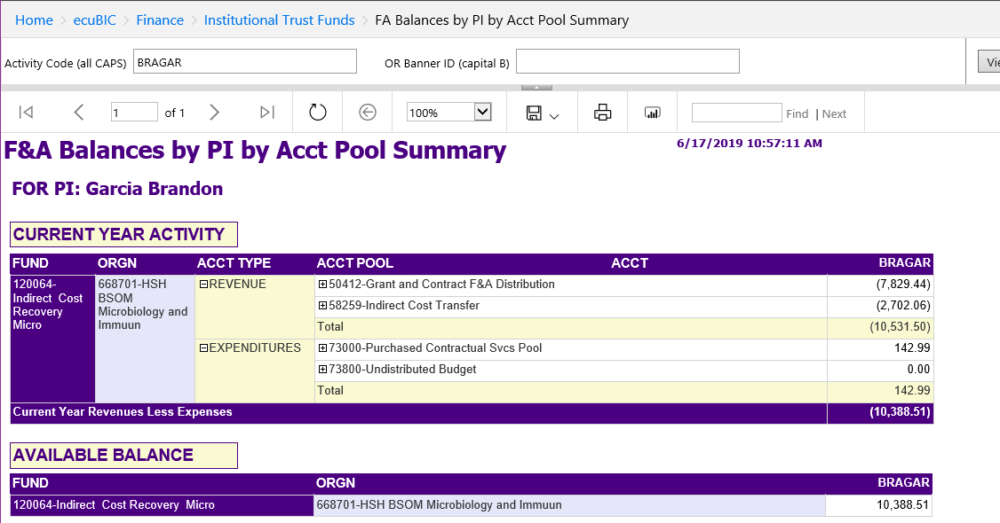 Home > ecuBIC > Finance > Institutional Trust Funds > FA Balances by PI by Acct Pool Summary
Activity Code (all CAPS) BRAGAR OR Banner ID (capital B)
1 of 1 100% Find | Next
F&A Balances by PI by Acct Pool Summary 6/17/2019 10:57:11 AM
FOR PI: Garcia Brandon
CURRENT YEAR ACTIVITY
FUND ORGN ACCT TYPE ACCT POOL ACCT BRAGAR
120064-
Indirect Cost
Recovery
Micro
668701-HSH
BSOM
Microbiology and
Immuun
REVENUE
50412-Grant and Contract F&A Distribution (7,829.44)
58259-Indirect Cost Transfer (2,702.06)
Total (10,531.50)
EXPENDITURES
73000-Purchased Contractual Svcs Pool 142.99
73800-Undistributed Budget 0.00
Total 142.99
Current Year Revenues Less Expenses (10,388.51)
AVAILABLE BALANCE
FUND ORGN BRAGAR
120064-Indirect Cost Recovery Micro 668701-HSH BSOM Microbiology and Immuun 10,388.51